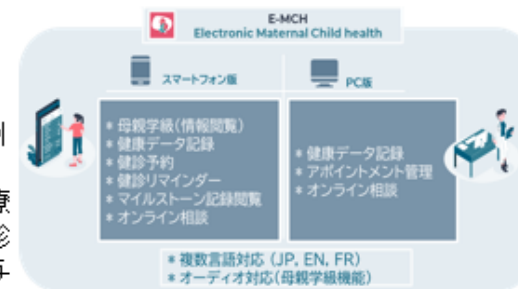 E-MCH
Electronic Maternal Child health
スマートフォン版
PC版
* 母親学級(情報閲覧)
* 健康データ記録
* 健診予約
* 健診リマインダー
* マイルストーン記録閲覧
* オンライン相談
* 健康データ記録
* アポイントメント管理
* オンライン相談
* 複数言語対応 (JP, EN, FR)
* オーディオ対応(母親学級機能)